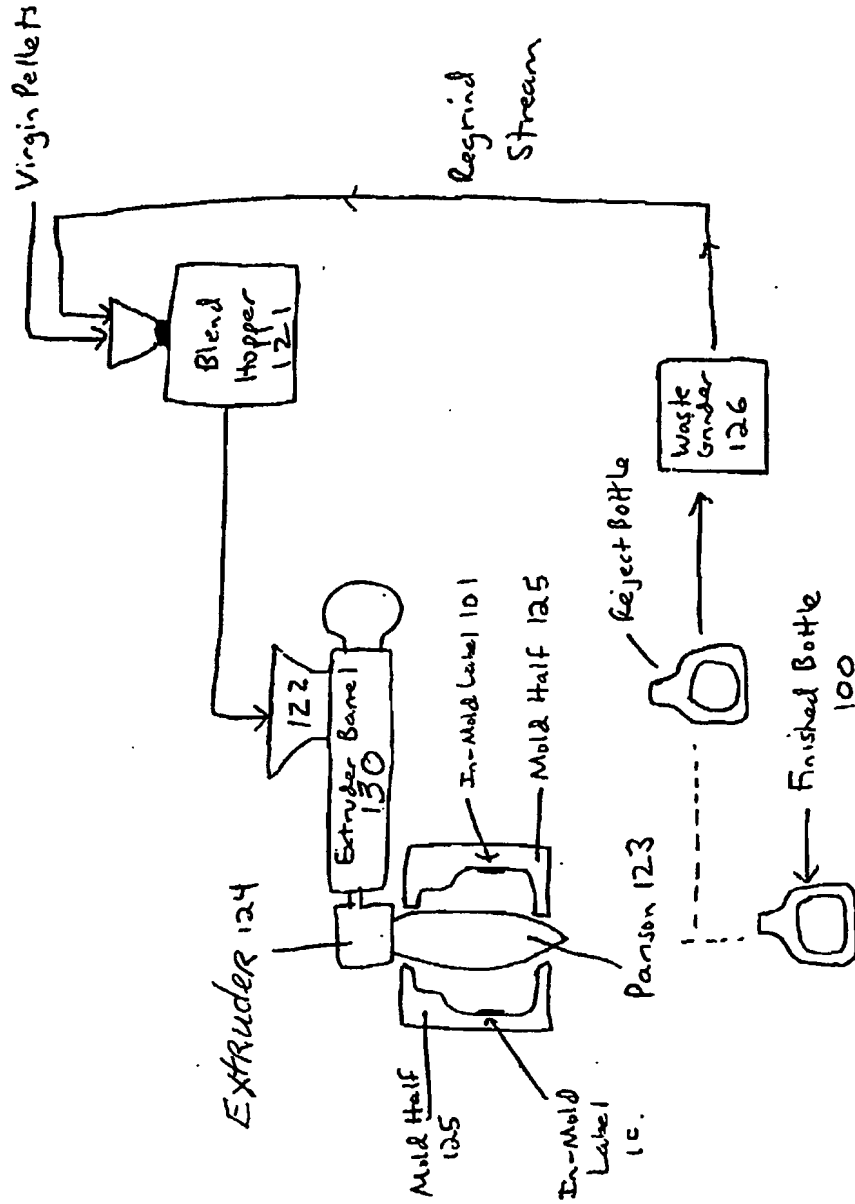 Virgin Pellets
Regrind
Stream
Blend
Hopper
121
122
Extruder Barrel
130
EXTRUDER 124
In-Mold Label 101
Mold Half 125
Mold Half
125
In-Mold
Label
Parison 123
Reject Bottle
Waste
Grinder
126
Finished Bottle
100